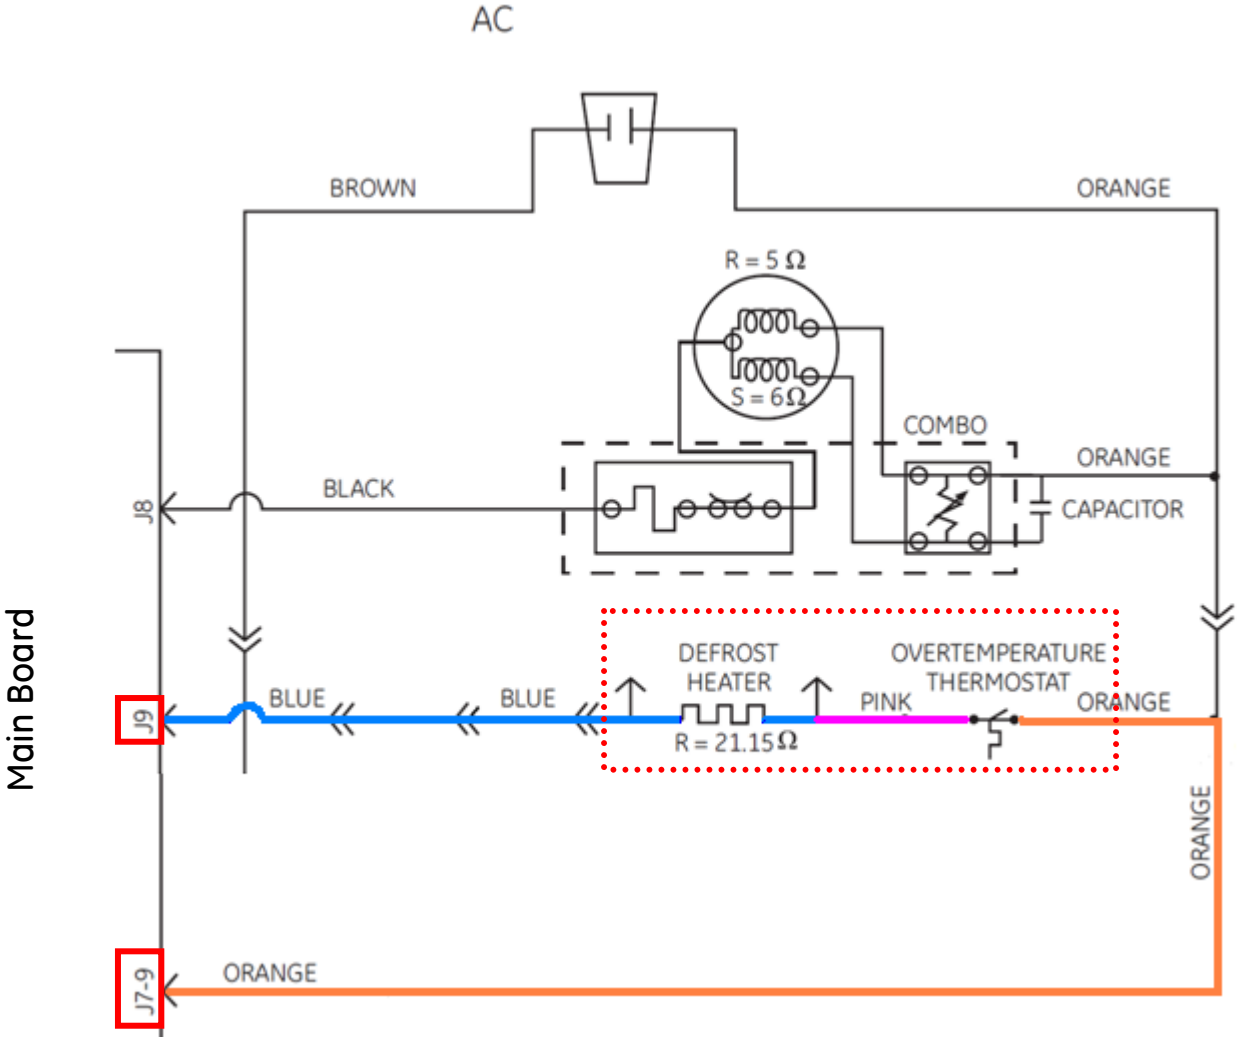 AC
BROWN
ORANGE
R = 5 Ω
S = 6Ω
COMBO
ORANGE
CAPACITOR
BLACK
J8
Main Board
DEFROST
HEATER
OVERTEMPERATURE
THERMOSTAT
BLUE
BLUE
PINK
ORANGE
J9
R = 21.15 Ω
ORANGE
ORANGE
J7-9